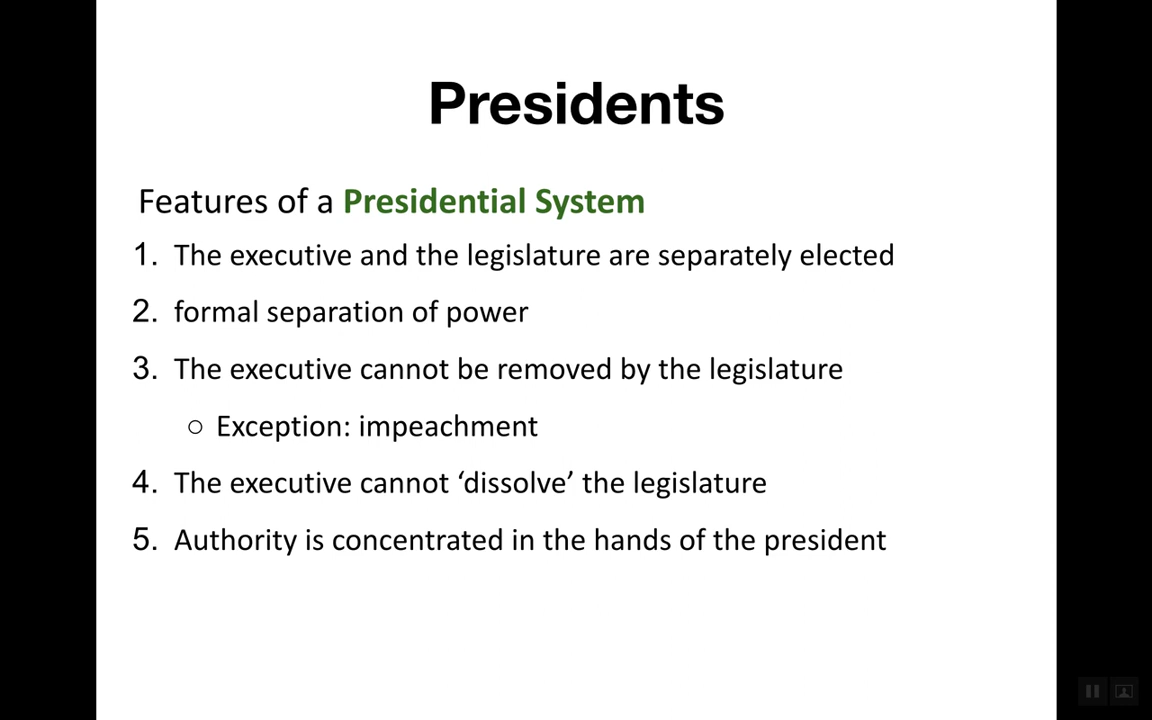 Presidents
Features of a Presidential System
1. The executive and the legislature are separately elected
2. formal separation of power
3. The executive cannot be removed by the legislature
○ Exception: impeachment
4. The executive cannot ‘dissolve’ the legislature
5. Authority is concentrated in the hands of the president